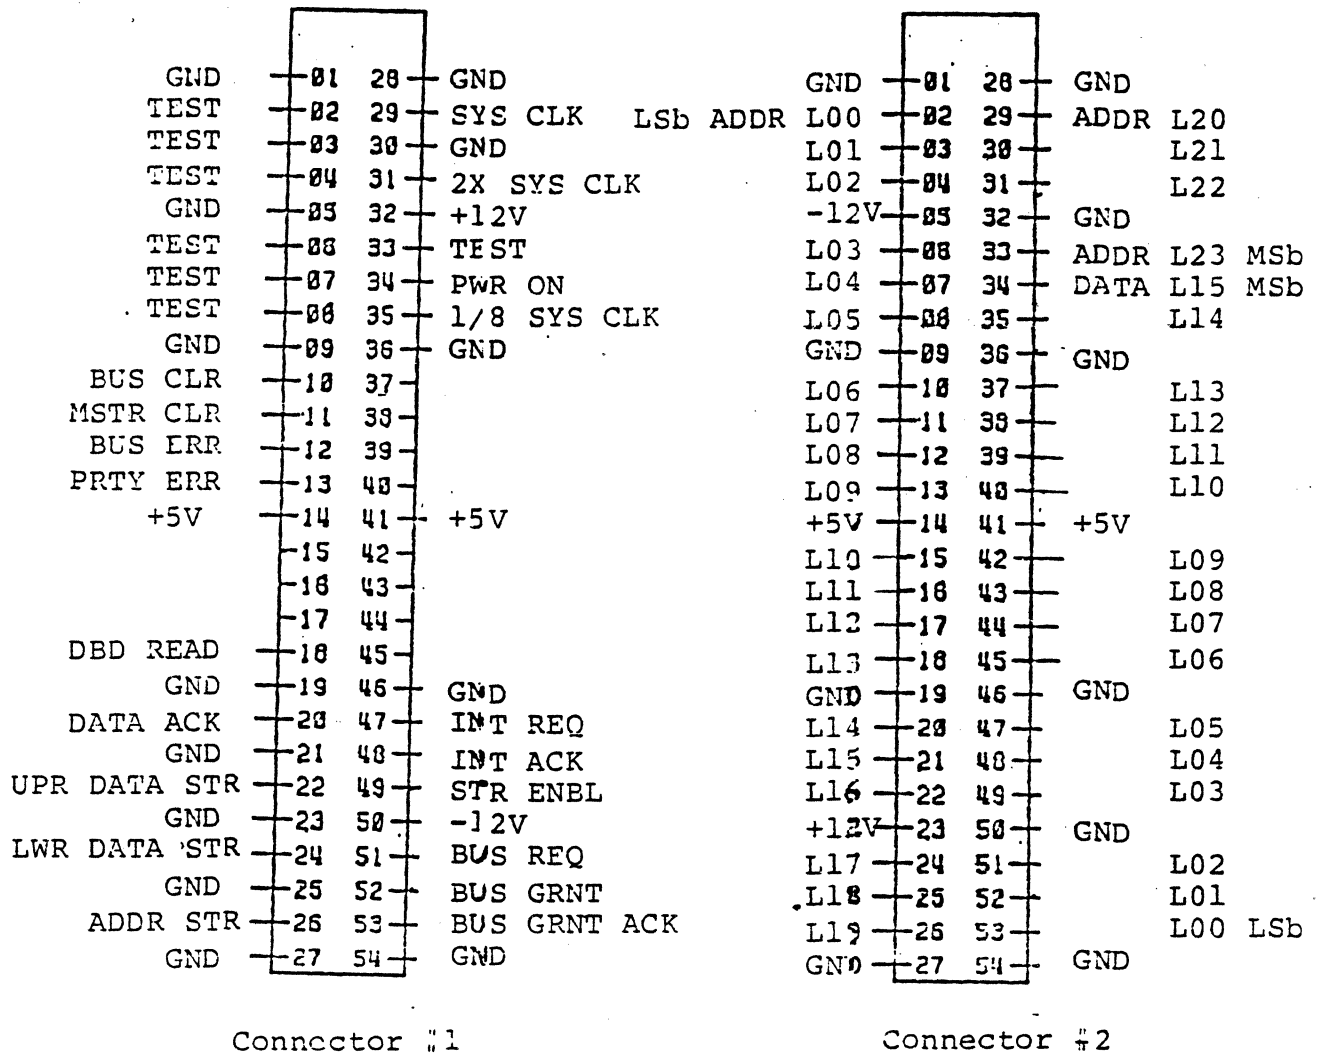 GND 01 28 GND
TEST 02 29 SYS CLK
TEST 03 30 GND
TEST 04 31 2X SYS CLK
GND 05 32 +12V
TEST 06 33 TEST
TEST 07 34 PWR ON
TEST 08 35 1/8 SYS CLK
GND 09 36 GND
BUS CLR 10 37
MSTR CLR 11 38
BUS ERR 12 39
PRTY ERR 13 40
+5V 14 41 +5V
15 42
16 43
17 44
DBD READ 18 45
GND 19 46 GND
DATA ACK 20 47 INT REQ
GND 21 48 INT ACK
UPR DATA STR 22 49 STR ENBL
GND 23 50 -12V
LWR DATA STR 24 51 BUS REQ
GND 25 52 BUS GRNT
ADDR STR 26 53 BUS GRNT ACK
GND 27 54 GND
Connector #1
GND 01 28 GND
LSb ADDR L00 02 29 ADDR L20
L01 03 30 L21
L02 04 31 L22
-12V 05 32 GND
L03 06 33 ADDR L23 MSb
L04 07 34 DATA L15 MSb
L05 08 35 L14
GND 09 36 GND
L06 10 37 L13
L07 11 38 L12
L08 12 39 L11
L09 13 40 L10
+5V 14 41 +5V
L10 15 42 L09
L11 16 43 L08
L12 17 44 L07
L13 18 45 L06
GND 19 46 GND
L14 20 47 L05
L15 21 48 L04
L16 22 49 L03
+12V 23 50 GND
L17 24 51 L02
L18 25 52 L01
L19 26 53 L00 LSb
GND 27 54 GND
Connector #2